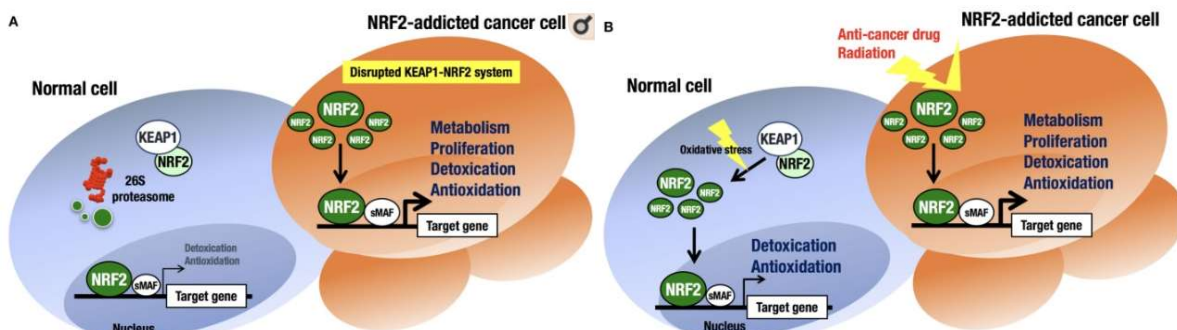 A
NRF2-addicted cancer cell
Disrupted KEAP1-NRF2 system
Normal cell
NRF2
NRF2
NRF2
NRF2
NRF2
KEAP1
NRF2
Metabolism
Proliferation
Detoxication
Antioxidation
26S
proteasome
NRF2
sMAF
Target gene
Detoxication
Antioxidation
NRF2
sMAF
Target gene
Nucleus
B
NRF2-addicted cancer cell
Anti-cancer drug
Radiation
Normal cell
NRF2
NRF2
NRF2
NRF2
NRF2
KEAP1
NRF2
Oxidative stress
Metabolism
Proliferation
Detoxication
Antioxidation
NRF2
NRF2
NRF2
NRF2
NRF2
sMAF
Target gene
Detoxication
Antioxidation
NRF2
sMAF
Target gene
Nucleus